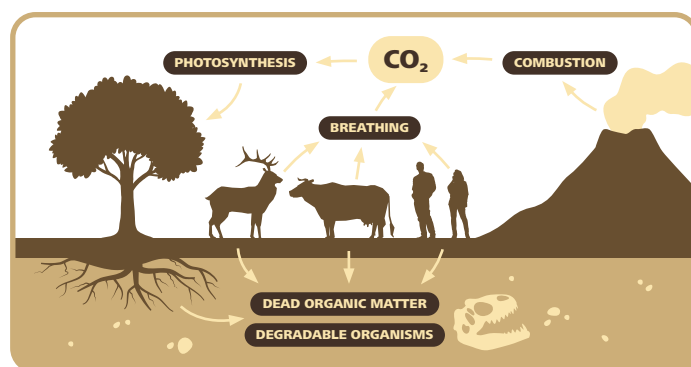 PHOTOSYNTHESIS
CO₂
COMBUSTION
BREATHING
DEAD ORGANIC MATTER
DEGRADABLE ORGANISMS